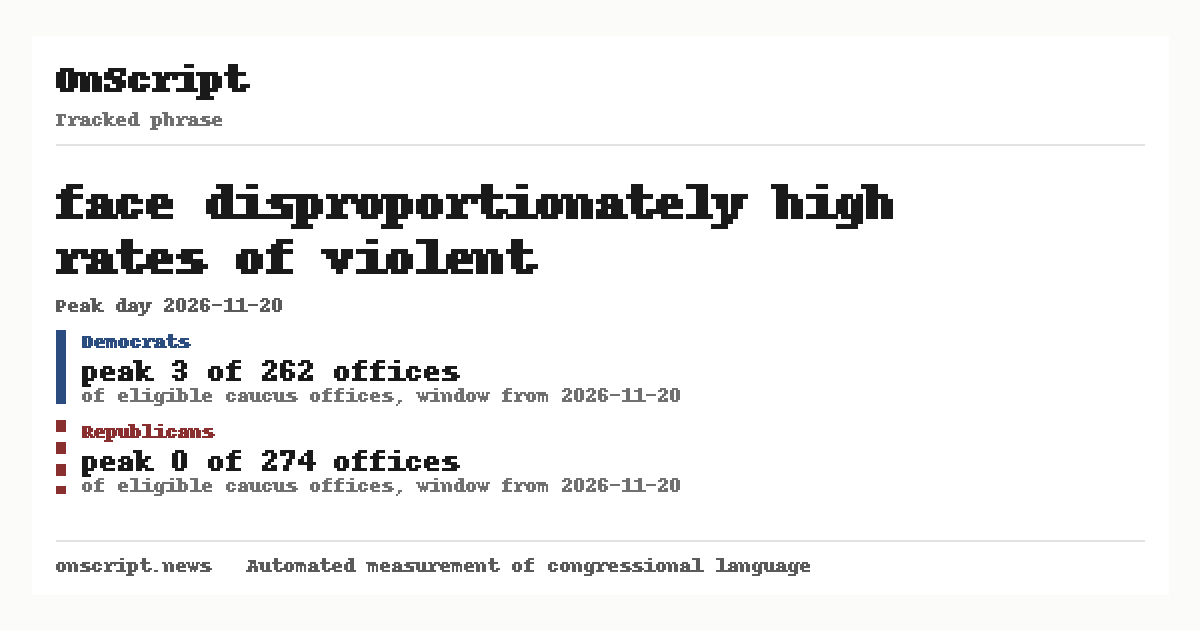 OnScript
Tracked phrase
face disproportionately high
rates of violent
Peak day 2026-11-20
Democrats
peak 3 of 262 offices
of eligible caucus offices, window from 2026-11-20
Republicans
peak 0 of 274 offices
of eligible caucus offices, window from 2026-11-20
onscript.news Automated measurement of congressional language